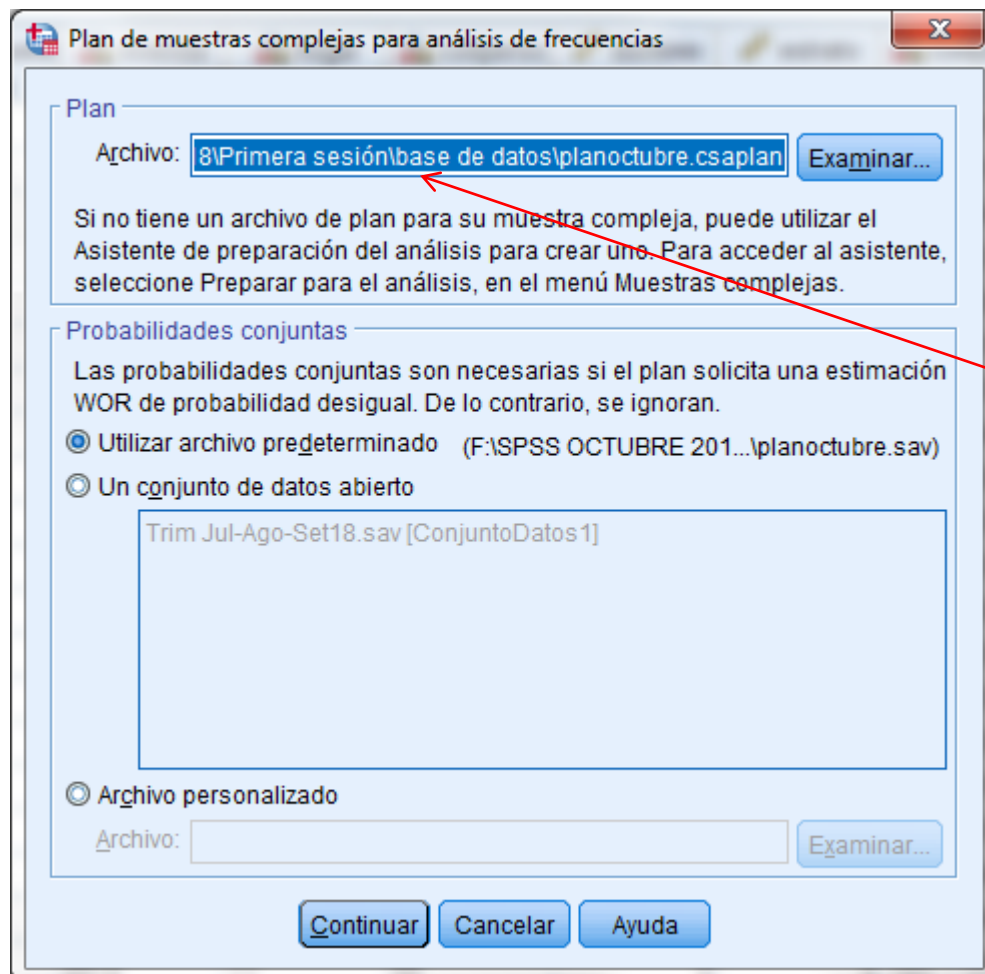 Plan de muestras complejas para análisis de frecuencias
Plan
Archivo: 8\Primera sesión\base de datos\planoctubre.csaplan Examinar...
Si no tiene un archivo de plan para su muestra compleja, puede utilizar el
Asistente de preparación del análisis para crear uno. Para acceder al asistente,
seleccione Preparar para el análisis, en el menú Muestras complejas.
Probabilidades conjuntas
Las probabilidades conjuntas son necesarias si el plan solicita una estimación
WOR de probabilidad desigual. De lo contrario, se ignoran.
Utilizar archivo predeterminado (F:\SPSS OCTUBRE 201...\planoctubre.sav)
Un conjunto de datos abierto
Trim Jul-Ago-Set18.sav [ConjuntoDatos1]
Archivo personalizado
Archivo: Examinar...
Continuar Cancelar Ayuda